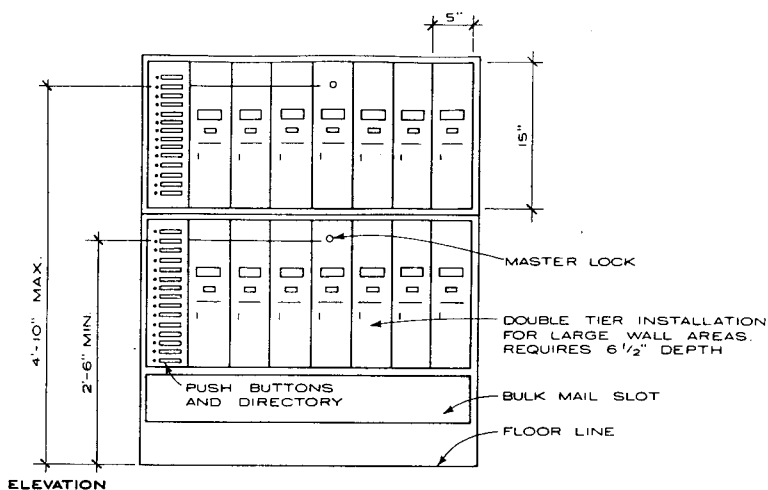 5"
15"
4'-10" MAX.
2'-6" MIN.
MASTER LOCK
DOUBLE TIER INSTALLATION
FOR LARGE WALL AREAS.
REQUIRES 6 1/2" DEPTH
PUSH BUTTONS
AND DIRECTORY
BULK MAIL SLOT
FLOOR LINE
ELEVATION